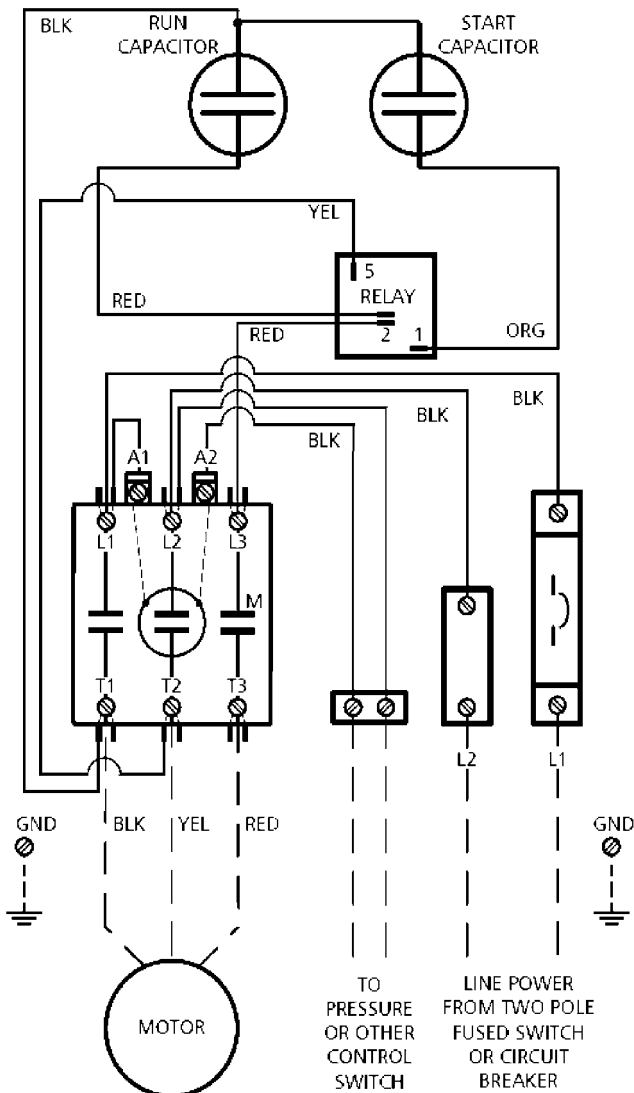 BLK
RUN
CAPACITOR
START
CAPACITOR
YEL
5
RELAY
2
1
RED
RED
ORG
BLK
BLK
BLK
A1
A2
L1
L2
L3
M
T1
T2
T3
L2
L1
GND
BLK
YEL
RED
GND
MOTOR
TO
PRESSURE
OR OTHER
CONTROL
SWITCH
LINE POWER
FROM TWO POLE
FUSED SWITCH
OR CIRCUIT
BREAKER